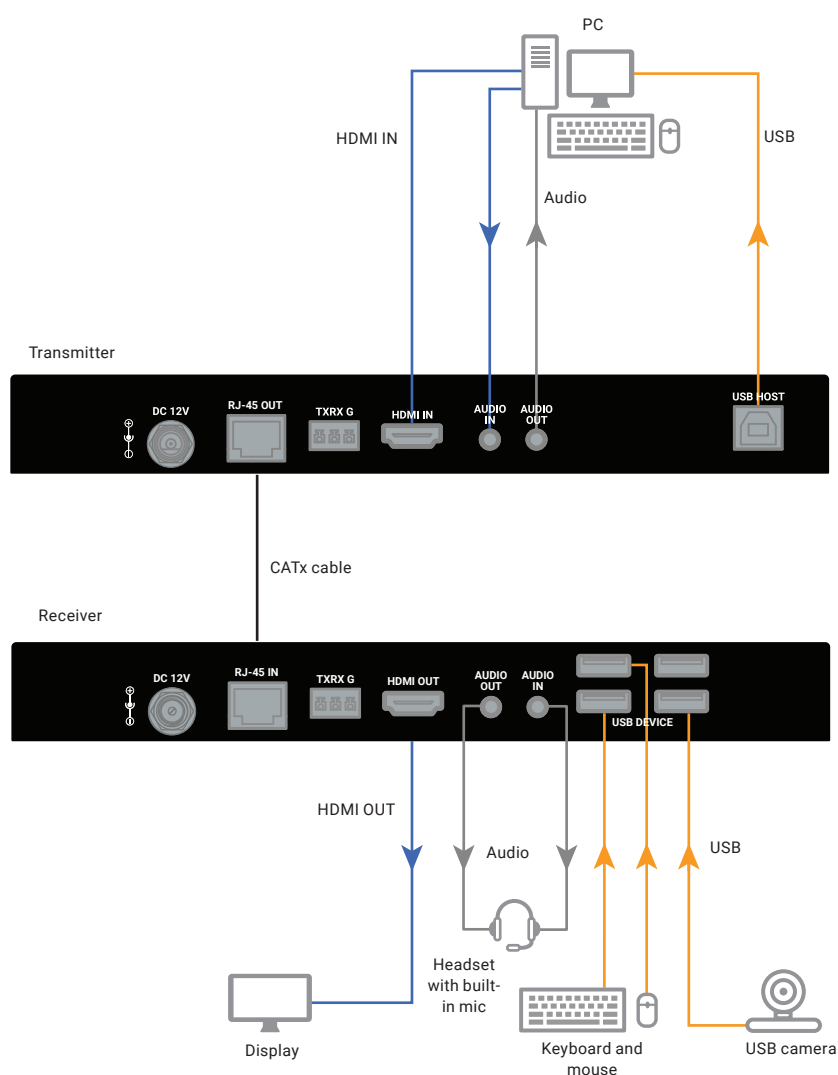 PC
HDMI IN
USB
Audio
Transmitter
DC 12V
RJ-45 OUT
TXRX G
HDMI IN
AUDIO
IN
AUDIO
OUT
USB HOST
CATx cable
Receiver
DC 12V
RJ-45 IN
TXRX G
HDMI OUT
AUDIO
OUT
AUDIO
IN
USB DEVICE
HDMI OUT
Audio
USB
Headset
with built-
in mic
Display
Keyboard and
mouse
USB camera